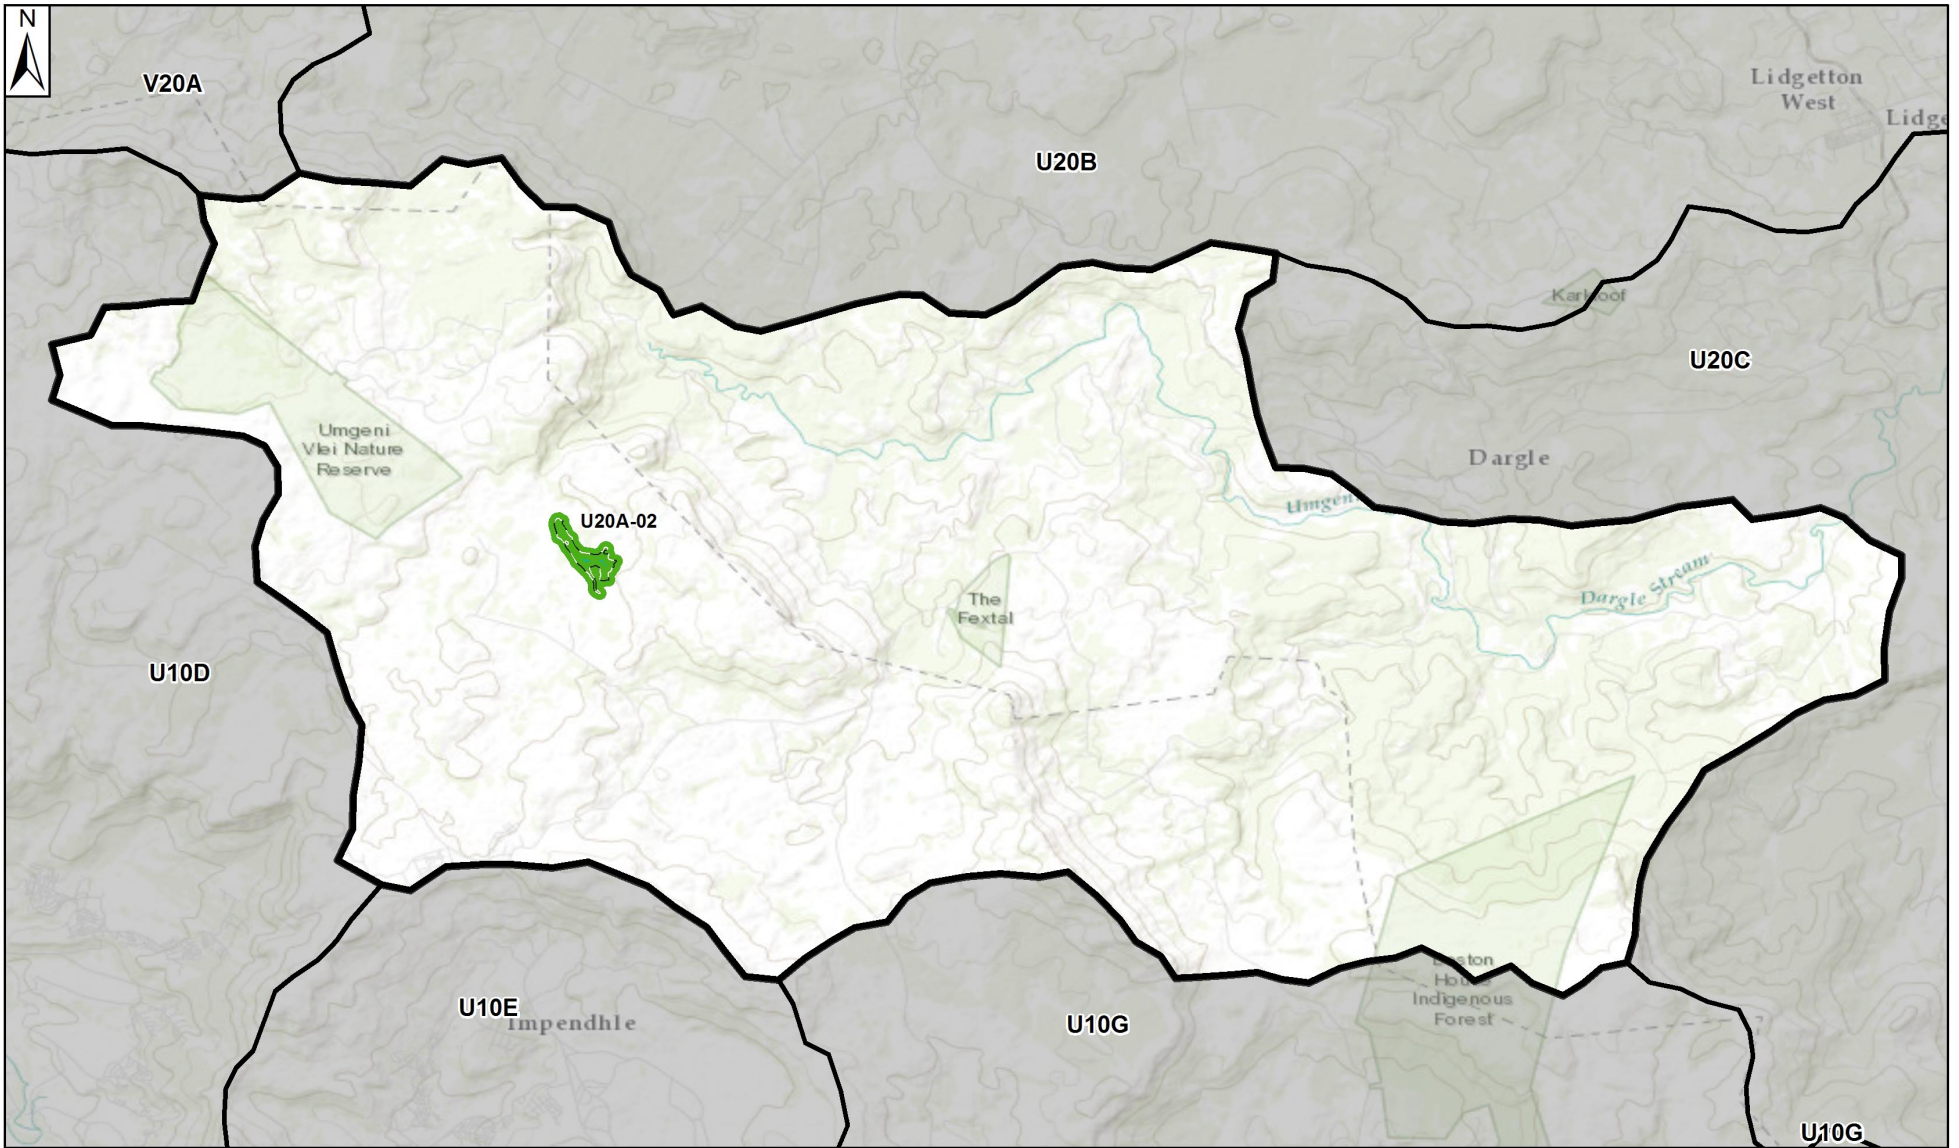 N
V20A
Lidgetton
West
Lidge
U20B
Karkloof
U20C
Umgeni
Vlei Nature
Reserve
Dargle
Umgeni
U20A-02
Dargle Stream
The
Fextal
U10D
Boston
House
Indigenous
Forest
U10E
Impendhle
U10G
U10G